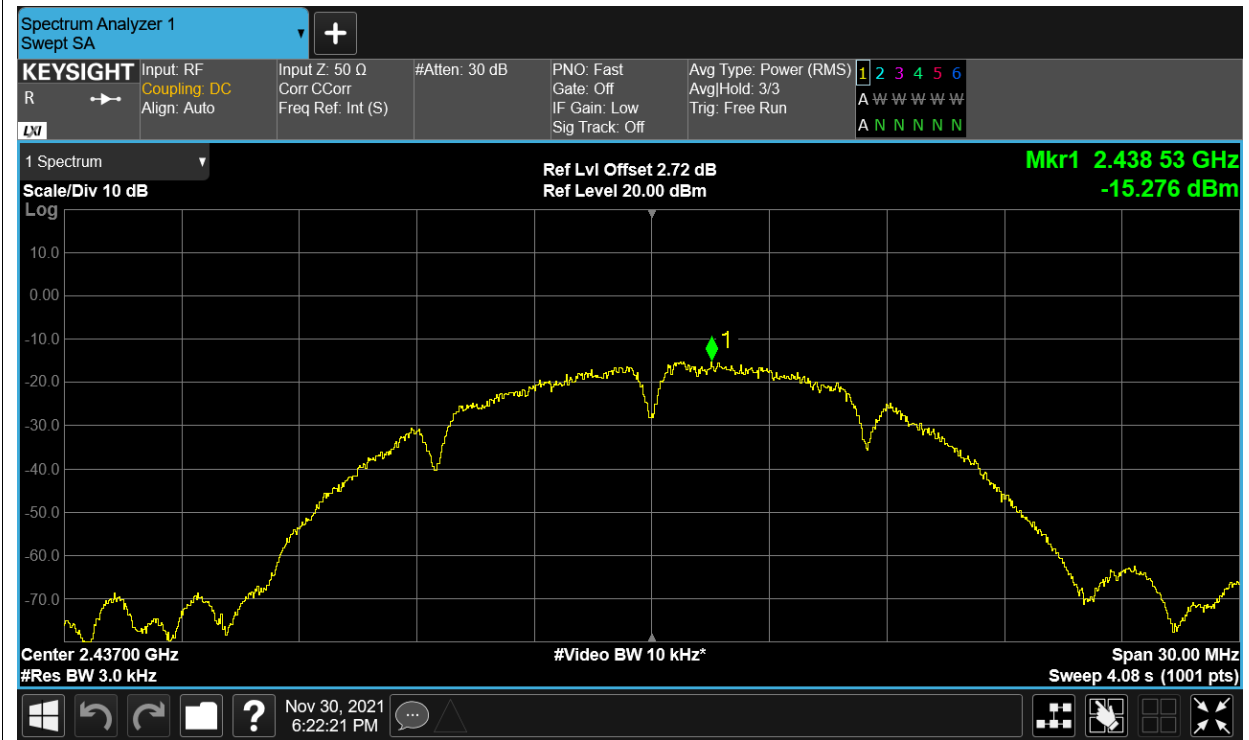 Spectrum Analyzer 1
Swept SA
KEYSIGHT
R
LXI
Input: RF
Coupling: DC
Align: Auto
Input Z: 50 Ω
Corr CCorr
Freq Ref: Int (S)
#Atten: 30 dB
PNO: Fast
Gate: Off
IF Gain: Low
Sig Track: Off
Avg Type: Power (RMS)
Avg|Hold: 3/3
Trig: Free Run
1 2 3 4 5 6
A W W W W W
A N N N N N
1 Spectrum
Scale/Div 10 dB
Log
Ref Lvl Offset 2.72 dB
Ref Level 20.00 dBm
Mkr1 2.438 53 GHz
-15.276 dBm
10.0
0.00
-10.0
-20.0
-30.0
-40.0
-50.0
-60.0
-70.0
1
Center 2.43700 GHz
#Res BW 3.0 kHz
#Video BW 10 kHz*
Span 30.00 MHz
Sweep 4.08 s (1001 pts)
?
Nov 30, 2021
6:22:21 PM